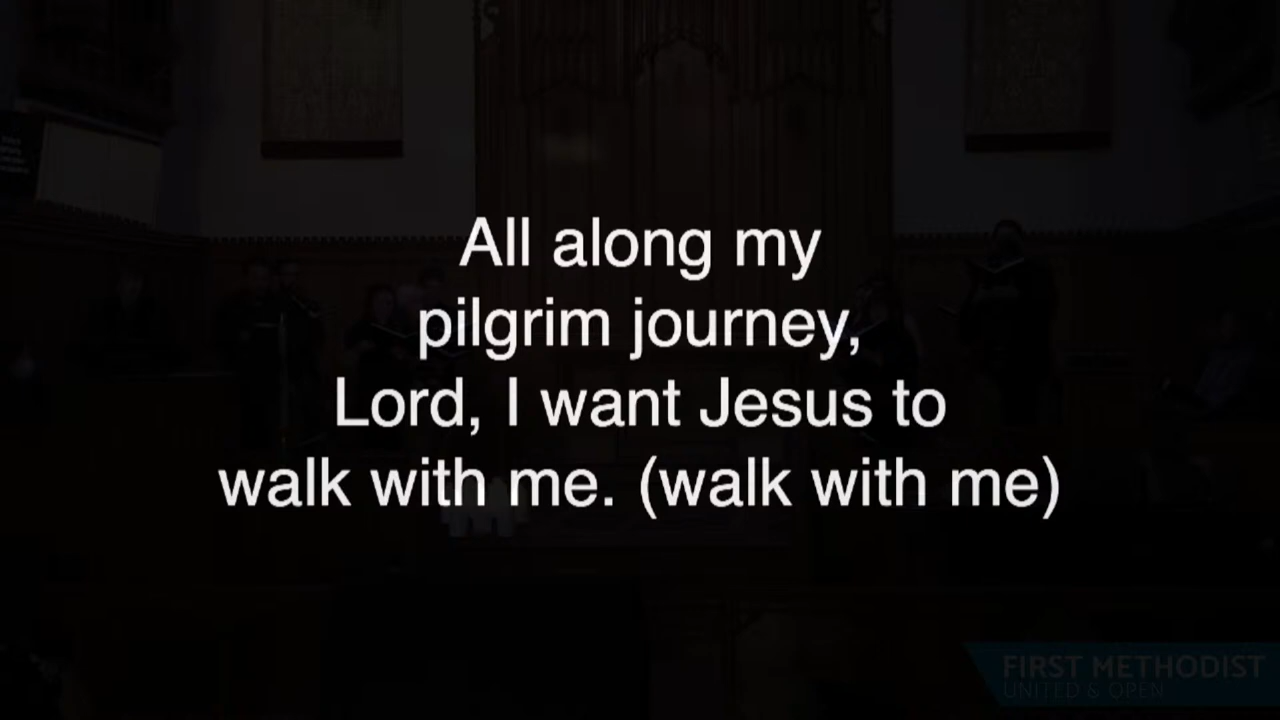 All along my
pilgrim journey,
Lord, I want Jesus to
walk with me. (walk with me)
FIRST METHODIST
UNITED & OPEN